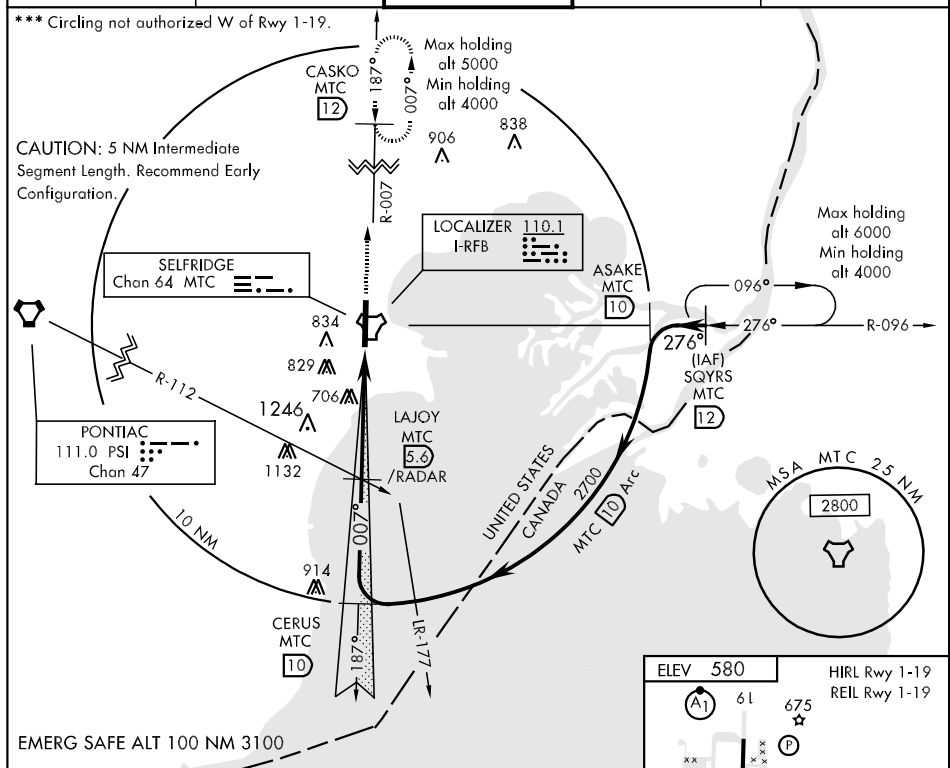 *** Circling not authorized W of Rwy 1-19.
Max holding
alt 5000
Min holding
alt 4000
CASKO
MTC
12
187°
007°
906
838
CAUTION: 5 NM Intermediate
Segment Length. Recommend Early
Configuration.
R-007
LOCALIZER 110.1
I-RFB
Max holding
alt 6000
Min holding
alt 4000
SELFRIDGE
Chan 64 MTC
ASAKE
MTC
10
096°
276°
R-096
276°
(IAF)
SQYRS
MTC
12
834
829
706
R-112
1246
1132
LAJOY
MTC
5.6
/RADAR
PONTIAC
111.0 PSI
Chan 47
UNITED STATES
CANADA
2700
MTC 10 Arc
MSA MTC 25 NM
2800
10 NM
007°
914
CERUS
MTC
10
187°
LR-177
ELEV 580
HIRL Rwy 1-19
REIL Rwy 1-19
A1
19
675
P
x x
x
x
x
x
x
EMERG SAFE ALT 100 NM 3100